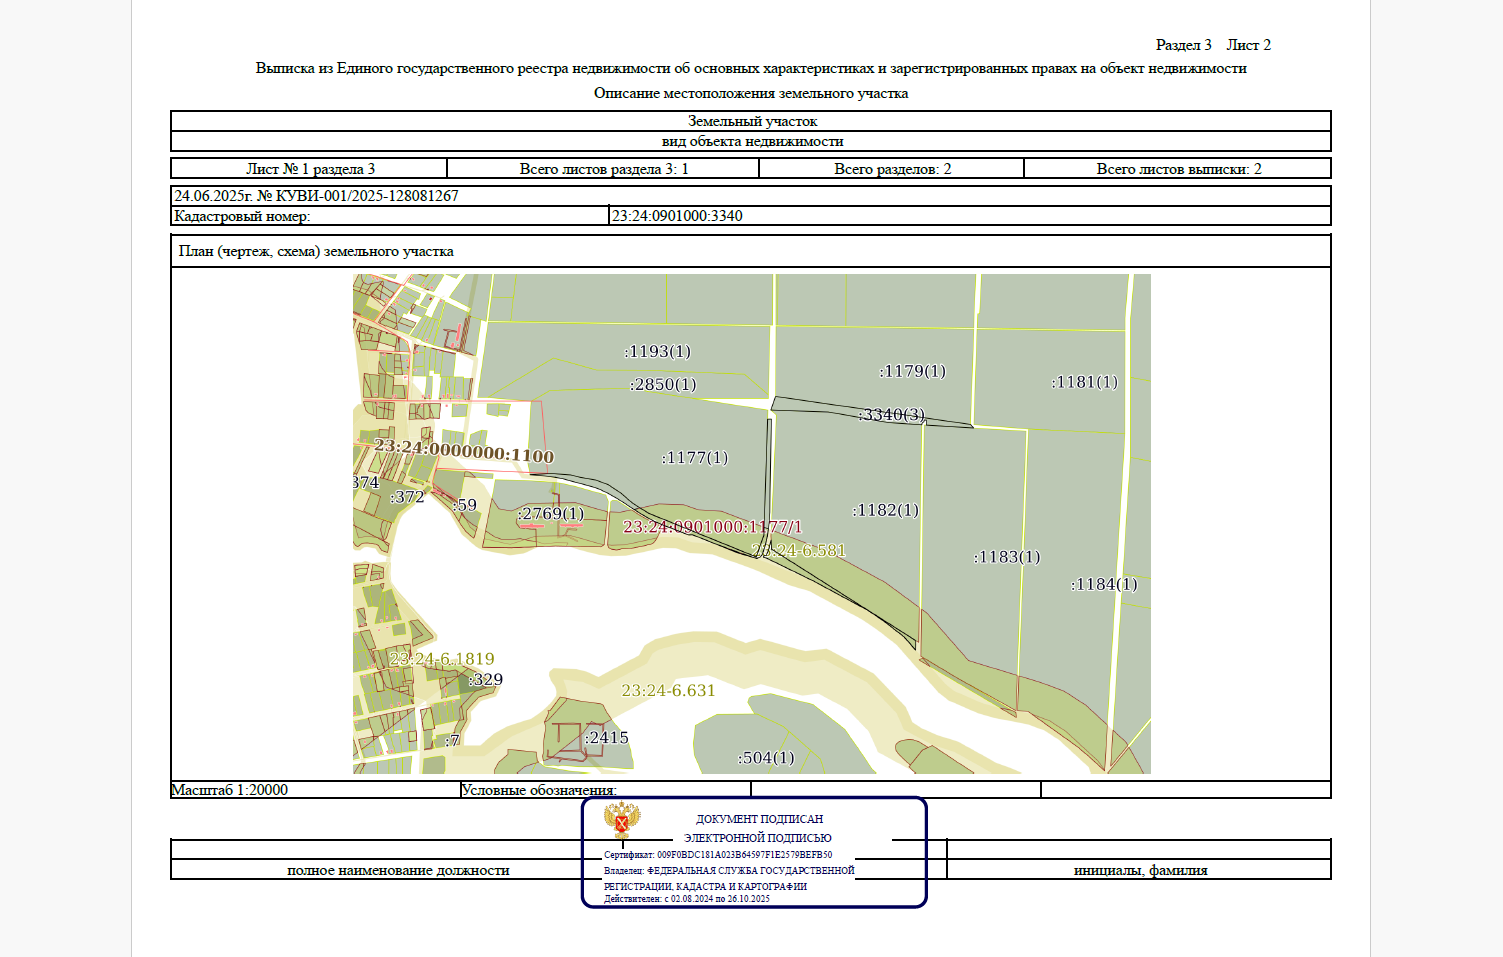 Раздел 3 Лист 2
Выписка из Единого государственного реестра недвижимости об основных характеристиках и зарегистрированных правах на объект недвижимости
Описание местоположения земельного участка
Земельный участок
вид объекта недвижимости
Лист № 1 раздела 3 Всего листов раздела 3: 1 Всего разделов: 2 Всего листов выписки: 2
24.06.2025г. № КУВИ-001/2025-128081267
Кадастровый номер: 23:24:0901000:3340
План (чертеж, схема) земельного участка
:1193(1)
:1179(1)
:2850(1)
:1181(1)
:3340(3)
23:24:0000000:1100
:1177(1)
374
:372
:59
:2769(1)
:1182(1)
23:24:0901000:1177/1
23:24-6.581
:1183(1)
:1184(1)
23:24-6.1819
:329
23:24-6.631
:7
:2415
:504(1)
Масштаб 1:20000 Условные обозначения:
ДОКУМЕНТ ПОДПИСАН
ЭЛЕКТРОННОЙ ПОДПИСЬЮ
Сертификат: 009F0BDC181A023B64597F1E2579BEFB50
Владелец: ФЕДЕРАЛЬНАЯ СЛУЖБА ГОСУДАРСТВЕННОЙ
РЕГИСТРАЦИИ, КАДАСТРА И КАРТОГРАФИИ
Действителен: с 02.08.2024 по 26.10.2025
полное наименование должности инициалы, фамилия